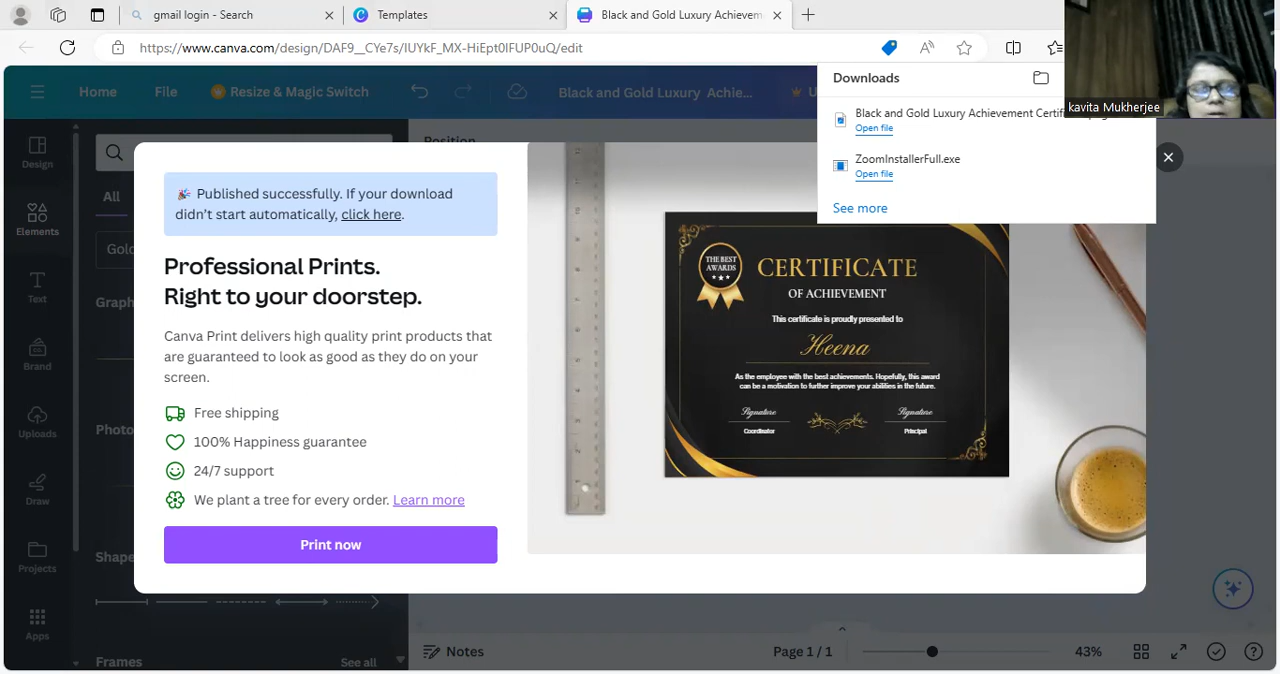 gmail login - Search
Templates
Black and Gold Luxury Achievem
https://www.canva.com/design/DAF9__CYe7s/IUYkF_MX-HiEpt0IFUP0uQ/edit
Home
File
Resize & Magic Switch
Black and Gold Luxury Achie...
Downloads
Black and Gold Luxury Achievement Certif
Open file
ZoomInstallerFull.exe
Open file
See more
kavita Mukherjee
Position
Design
Elements
Text
Brand
Uploads
Draw
Projects
Apps
All
Gold
Graph
Photo
Shape
Frames
See all
Published successfully. If your download
didn't start automatically, click here.
Professional Prints.
Right to your doorstep.
Canva Print delivers high quality print products that
are guaranteed to look as good as they do on your
screen.
Free shipping
100% Happiness guarantee
24/7 support
We plant a tree for every order. Learn more
Print now
THE BEST
AWARDS
CERTIFICATE
OF ACHIEVEMENT
This certificate is proudly presented to
Heena
As the employee with the best achievements. Hopefully, this award
can be a motivation to further improve your abilities in the future.
Signature
Coordinator
Signature
Principal
Notes
Page 1 / 1
43%